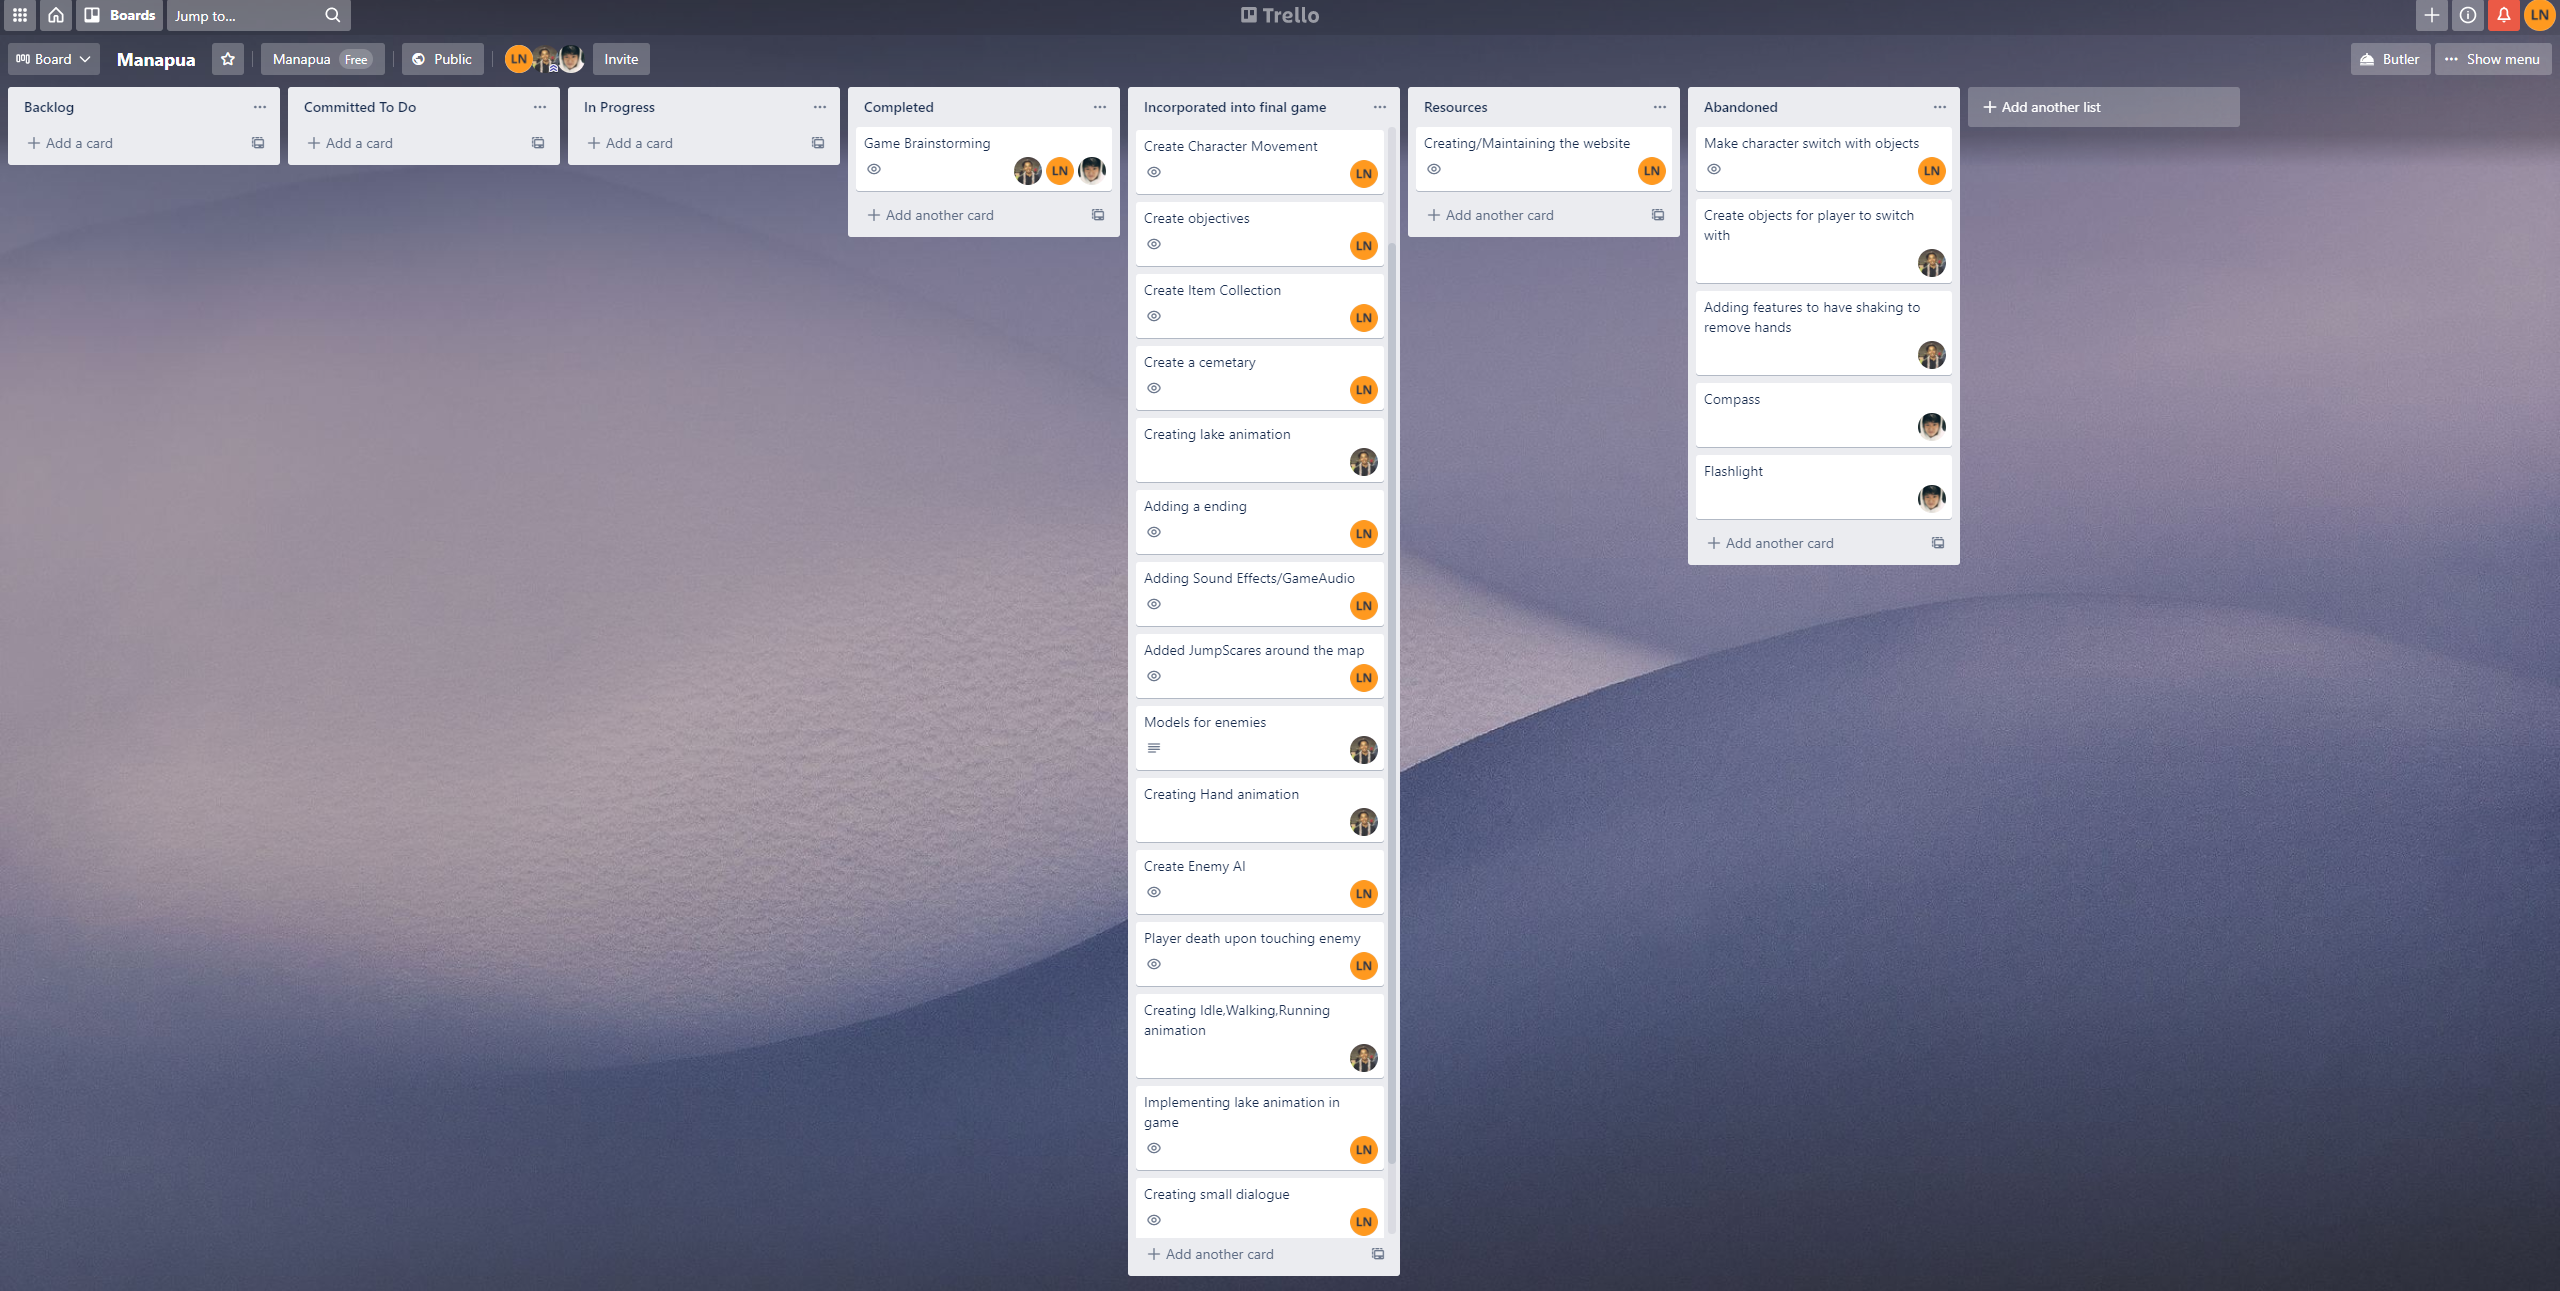 Boards
Jump to...
Trello
LN
Board
Manapua
Manapua Free
Public
LN
Invite
Butler
Show menu
Backlog
Add a card
Committed To Do
Add a card
In Progress
Add a card
Completed
Game Brainstorming
LN
Add another card
Incorporated into final game
Create Character Movement
LN
Create objectives
LN
Create Item Collection
LN
Create a cemetary
LN
Creating lake animation
Adding a ending
LN
Adding Sound Effects/GameAudio
LN
Added JumpScares around the map
LN
Models for enemies
Creating Hand animation
Create Enemy AI
LN
Player death upon touching enemy
LN
Creating Idle,Walking,Running
animation
Implementing lake animation in
game
LN
Creating small dialogue
LN
Add another card
Resources
Creating/Maintaining the website
LN
Add another card
Abandoned
Make character switch with objects
LN
Create objects for player to switch
with
Adding features to have shaking to
remove hands
Compass
Flashlight
Add another card
Add another list